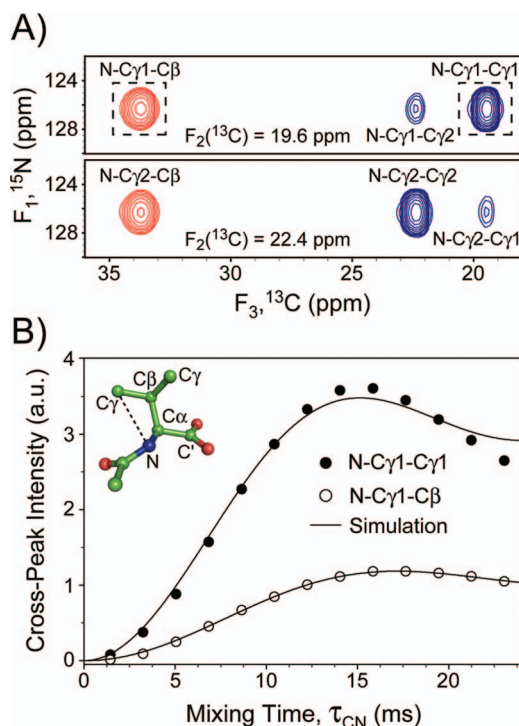 A)
N-Cγ1-Cβ
N-Cγ1-Cγ1
124
128
F₂(¹³C) = 19.6 ppm
N-Cγ1-Cγ2
N-Cγ2-Cβ
N-Cγ2-Cγ2
124
128
F₂(¹³C) = 22.4 ppm
N-Cγ2-Cγ1
F₁, ¹⁵N (ppm)
35 30 25 20
F₃, ¹³C (ppm)
B)
4
3
2
1
0
Cross-Peak Intensity (a.u.)
Cβ Cγ
Cγ
Cα
C'
N
N-Cγ1-Cγ1
N-Cγ1-Cβ
Simulation
0 5 10 15 20
Mixing Time, τCN (ms)